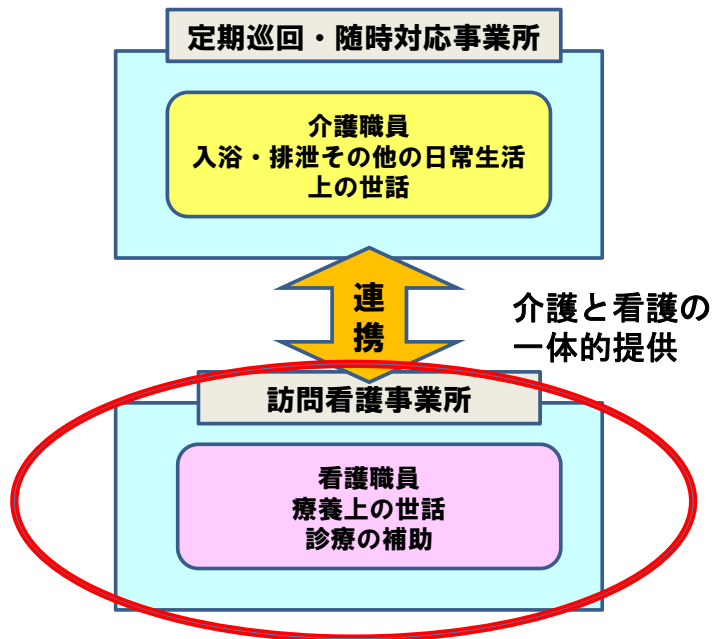 定期巡回・随時対応事業所
介護職員
入浴・排泄その他の日常生活
上の世話
連
携
介護と看護の
一体的提供
訪問看護事業所
看護職員
療養上の世話
診療の補助